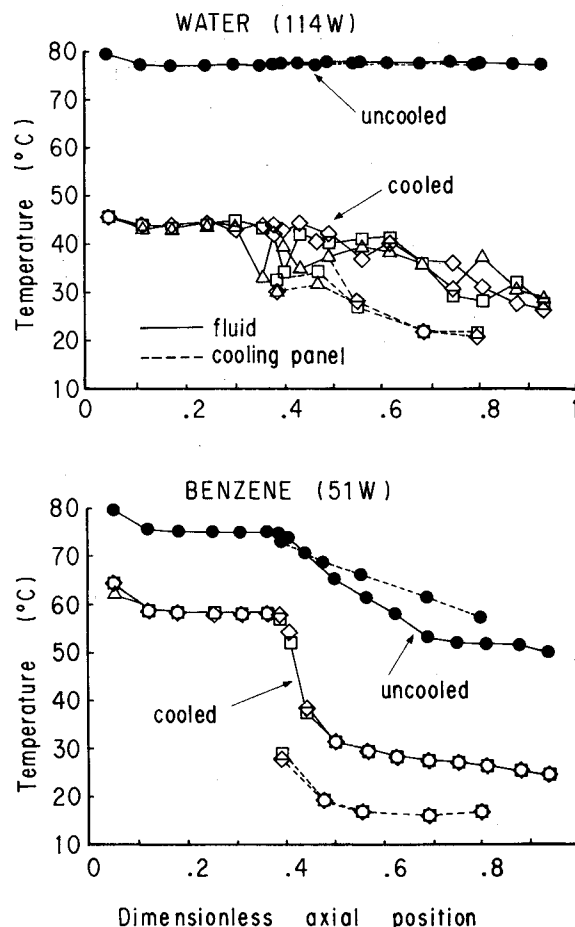 WATER (114W)
80
70
60
50
40
30
20
10
Temperature (°C)
uncooled
cooled
fluid
cooling panel
0
.2
.4
.6
.8
1
BENZENE (51W)
80
70
60
50
40
30
20
10
Temperature (°C)
cooled
uncooled
0
.2
.4
.6
.8
Dimensionless axial position